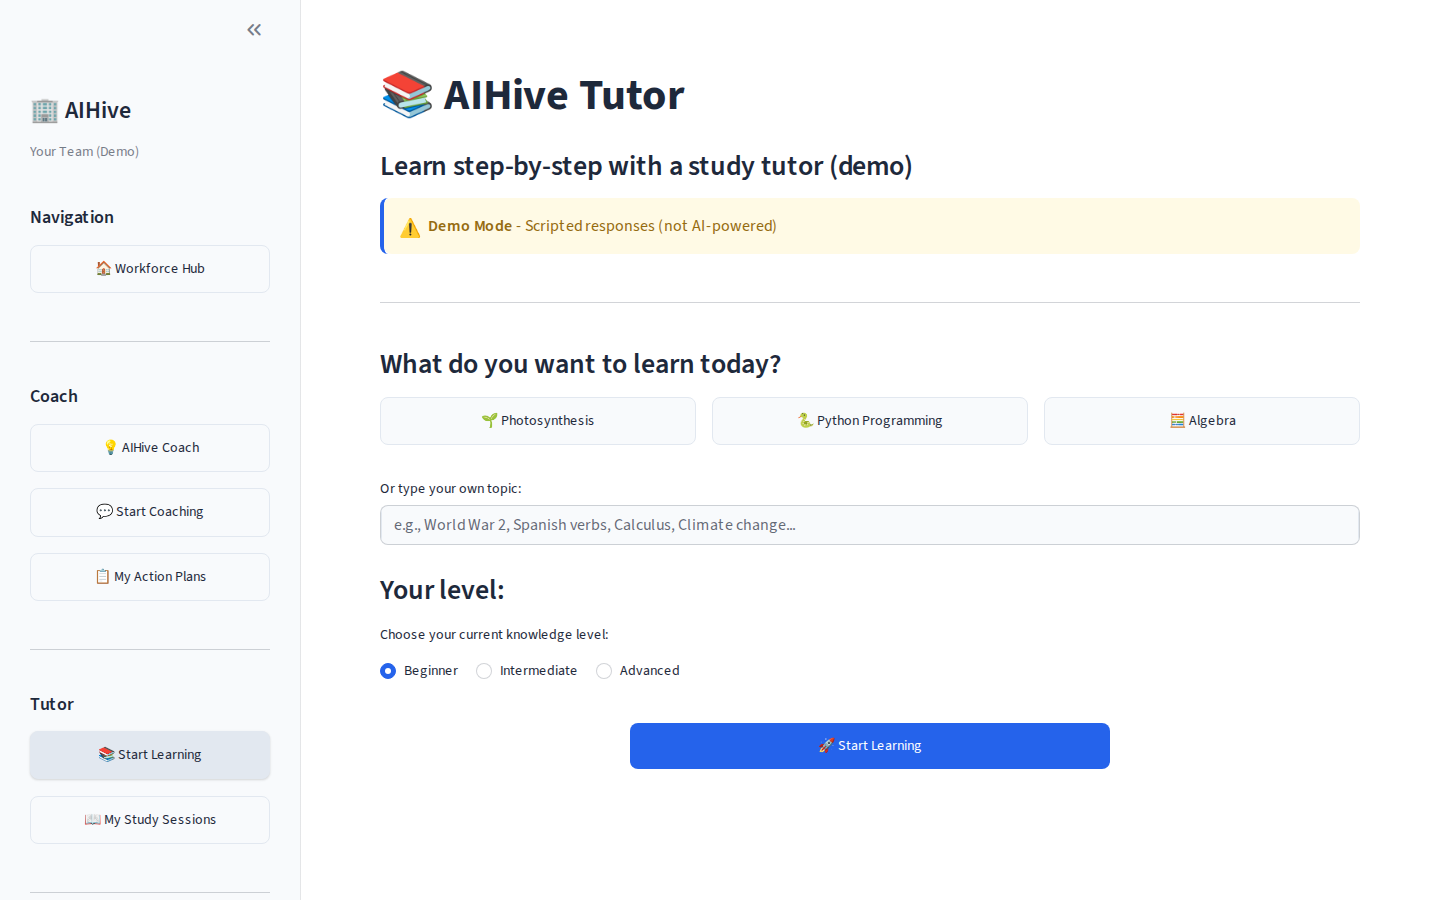 AIHive
Your Team (Demo)
Navigation
Workforce Hub
Coach
AIHive Coach
Start Coaching
My Action Plans
Tutor
Start Learning
My Study Sessions
AIHive Tutor
Learn step-by-step with a study tutor (demo)
Demo Mode - Scripted responses (not AI-powered)
What do you want to learn today?
Photosynthesis
Python Programming
Algebra
Or type your own topic:
e.g., World War 2, Spanish verbs, Calculus, Climate change...
Your level:
Choose your current knowledge level:
Beginner
Intermediate
Advanced
Start Learning